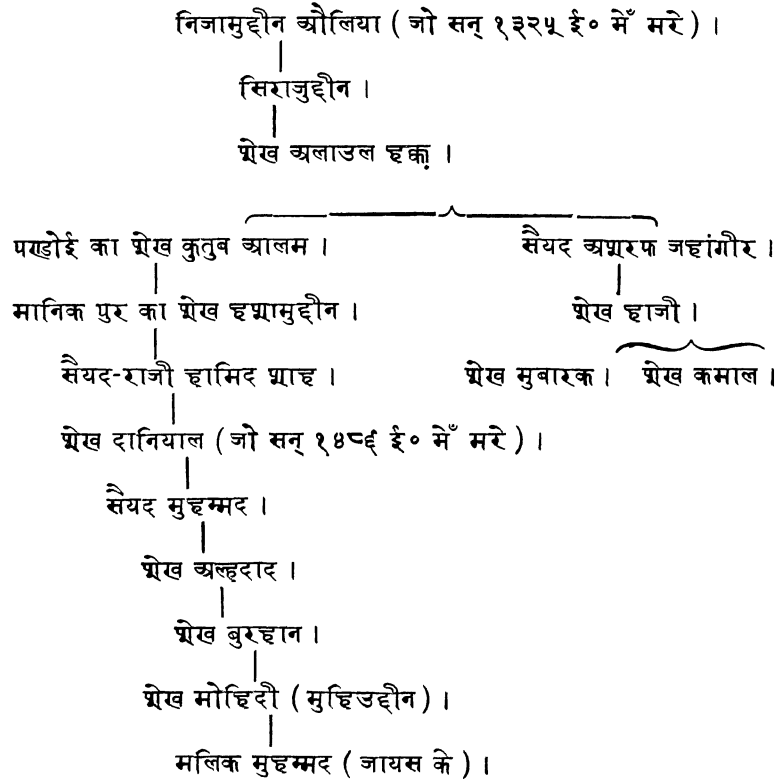 निजामुद्दीन औलिया ( जो सन् १३२५ ई० मेँ मरे ) ।
सिराजुद्दीन ।
शेख अलाउल हक़्क़ ।
पण्डोई का शेख कुतुब आलम । सैयद अशरफ जहांगीर ।
मानिक पुर का शेख हशामुद्दीन । शेख हाजी ।
सैयद-राजी हामिद शाह । शेख मुबारक । शेख कमाल ।
शेख दानियाल ( जो सन् १४८६ ई० मेँ मरे ) ।
सैयद मुहम्मद ।
शेख अल्हदाद ।
शेख बुरहान ।
शेख मोहिदी ( मुहिउद्दीन ) ।
मलिक मुहम्मद ( जायस के ) ।